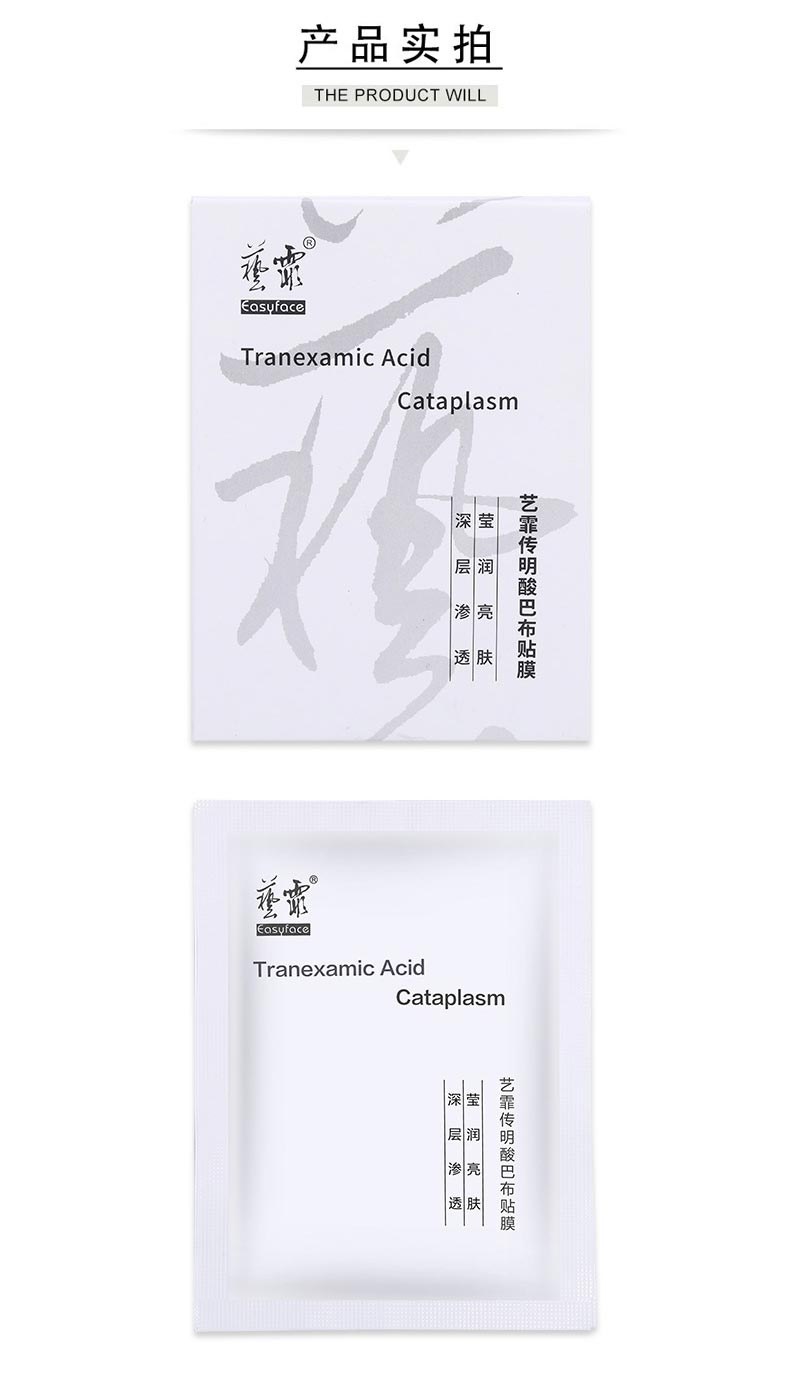 产品实拍
THE PRODUCT WILL
藝霏®
Easyface
Tranexamic Acid
Cataplasm
艺霏传明酸巴布贴膜
莹润亮肤
深层渗透
藝霏®
Easyface
Tranexamic Acid
Cataplasm
艺霏传明酸巴布贴膜
莹润亮肤
深层渗透